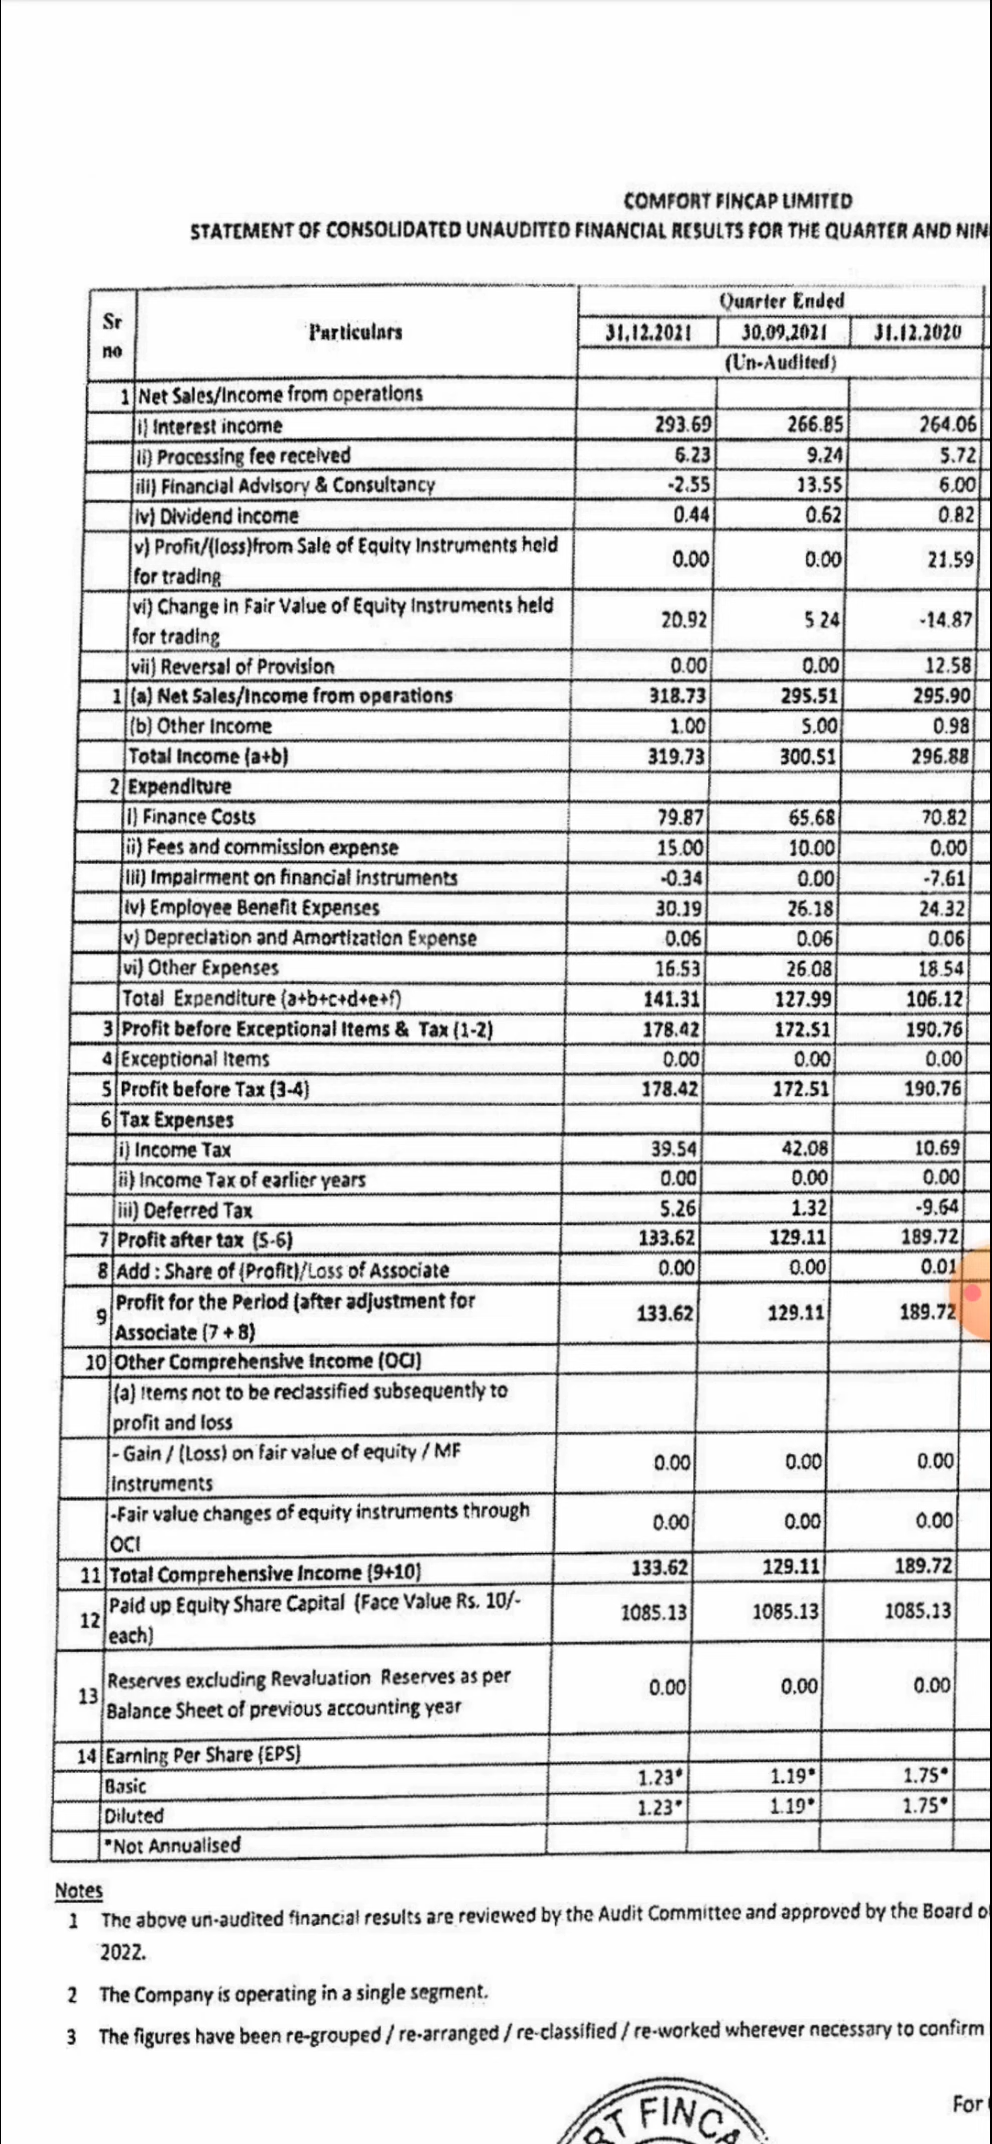 COMFORT FINCAP LIMITED
STATEMENT OF CONSOLIDATED UNAUDITED FINANCIAL RESULTS FOR THE QUARTER AND NIN
Sr no Particulars Quarter Ended
31.12.2021 30.09.2021 31.12.2020
(Un-Audited)
1 Net Sales/Income from operations
i) Interest income 293.69 266.85 264.06
ii) Processing fee received 6.23 9.24 5.72
iii) Financial Advisory & Consultancy -2.55 13.55 6.00
iv) Dividend income 0.44 0.62 0.82
v) Profit/(loss)from Sale of Equity Instruments held
for trading 0.00 0.00 21.59
vi) Change in Fair Value of Equity Instruments held
for trading 20.92 5 24 -14.87
vii) Reversal of Provision 0.00 0.00 12.58
1 (a) Net Sales/Income from operations 318.73 295.51 295.90
(b) Other Income 1.00 5.00 0.98
Total Income (a+b) 319.73 300.51 296.88
2 Expenditure
i) Finance Costs 79.87 65.68 70.82
ii) Fees and commission expense 15.00 10.00 0.00
iii) Impairment on financial instruments -0.34 0.00 -7.61
iv) Employee Benefit Expenses 30.19 26.18 24.32
v) Depreciation and Amortization Expense 0.06 0.06 0.06
vi) Other Expenses 16.53 26.08 18.54
Total Expenditure (a+b+c+d+e+f) 141.31 127.99 106.12
3 Profit before Exceptional Items & Tax (1-2) 178.42 172.51 190.76
4 Exceptional Items 0.00 0.00 0.00
5 Profit before Tax (3-4) 178.42 172.51 190.76
6 Tax Expenses
i) Income Tax 39.54 42.08 10.69
ii) Income Tax of earlier years 0.00 0.00 0.00
iii) Deferred Tax 5.26 1.32 -9.64
7 Profit after tax (5-6) 133.62 129.11 189.72
8 Add : Share of (Profit)/Loss of Associate 0.00 0.00 0.01
9 Profit for the Period (after adjustment for
Associate (7 + 8) 133.62 129.11 189.72
10 Other Comprehensive Income (OCI)
(a) Items not to be reclassified subsequently to
profit and loss
- Gain / (Loss) on fair value of equity / MF
instruments 0.00 0.00 0.00
-Fair value changes of equity instruments through
OCI 0.00 0.00 0.00
11 Total Comprehensive Income (9+10) 133.62 129.11 189.72
12 Paid up Equity Share Capital (Face Value Rs. 10/-
each) 1085.13 1085.13 1085.13
13 Reserves excluding Revaluation Reserves as per
Balance Sheet of previous accounting year 0.00 0.00 0.00
14 Earning Per Share (EPS)
Basic 1.23* 1.19* 1.75*
Diluted 1.23* 1.19* 1.75*
*Not Annualised
Notes
1 The above un-audited financial results are reviewed by the Audit Committee and approved by the Board o
2022.
2 The Company is operating in a single segment.
3 The figures have been re-grouped / re-arranged / re-classified / re-worked wherever necessary to confirm
For
RT FINCA